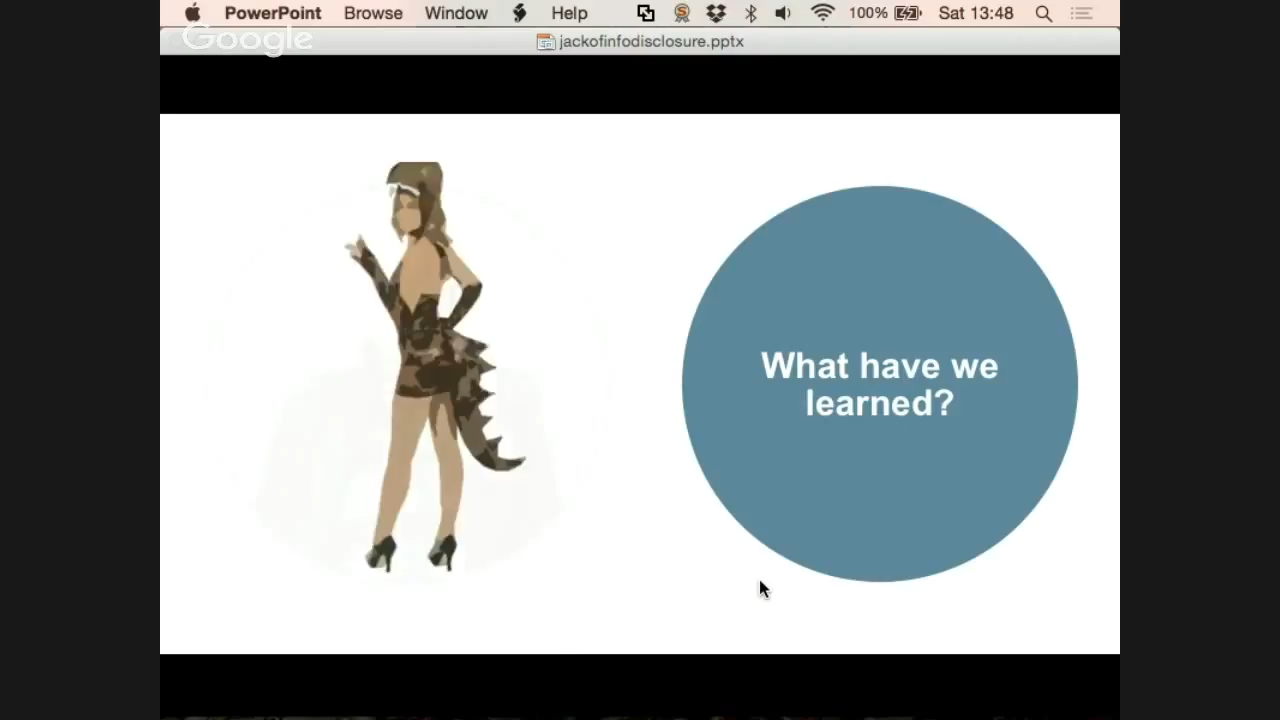 PowerPoint Browse Window Help 100% Sat 13:48
Google
jackofinfodisclosure.pptx
What have we
learned?